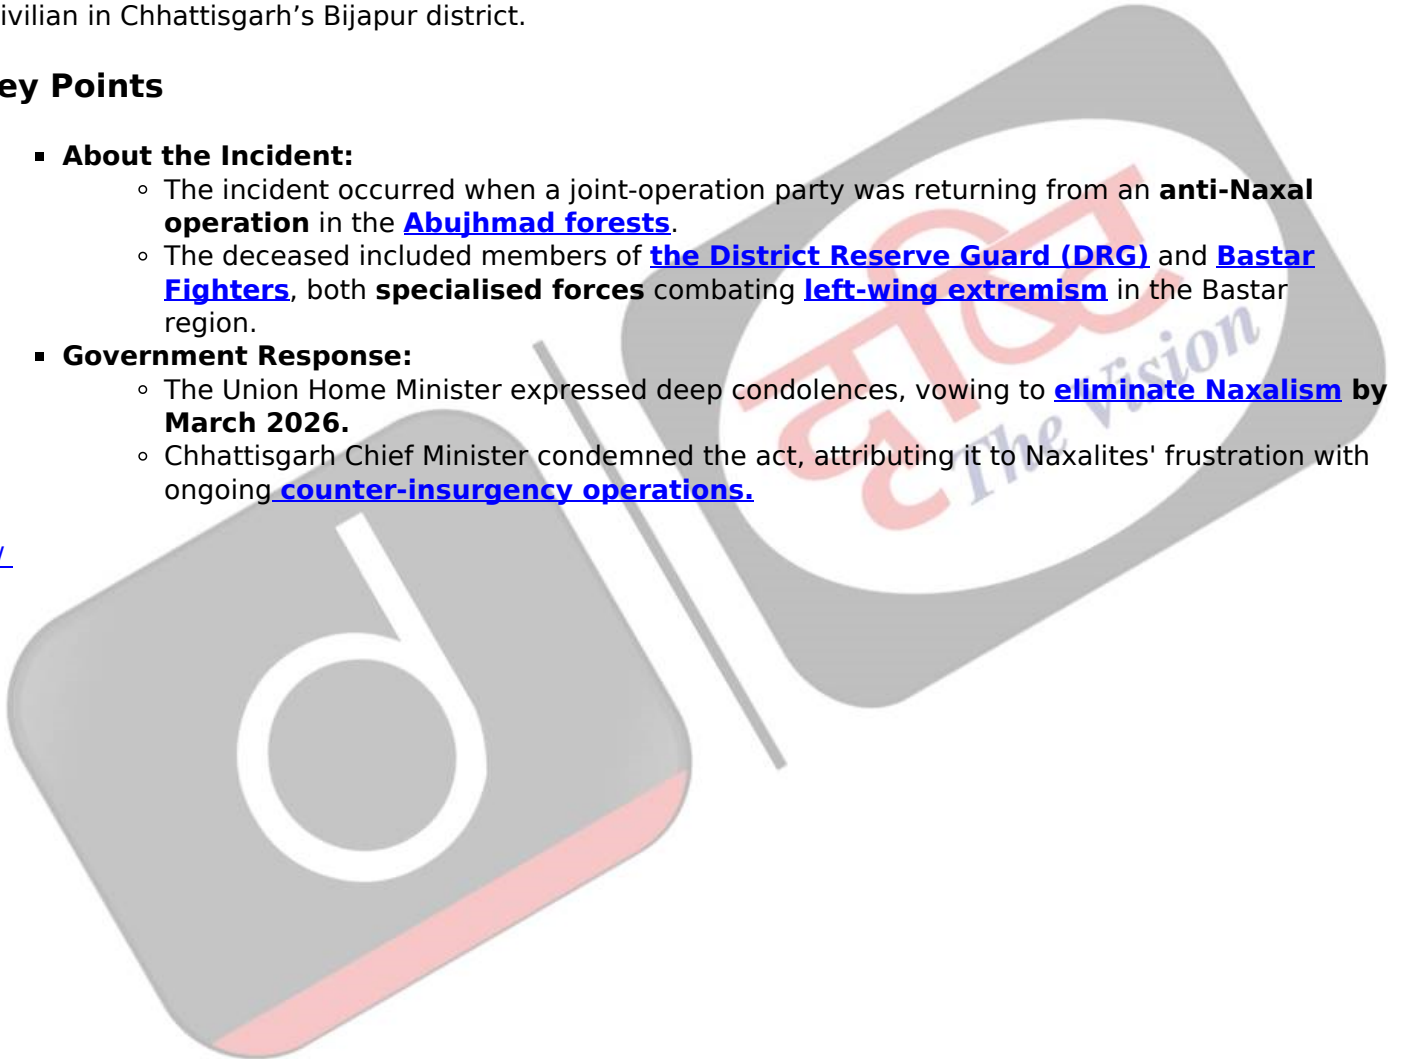 ivilian in Chhattisgarh’s Bijapur district.
ey Points
▪ About the Incident:
◦ The incident occurred when a joint-operation party was returning from an anti-Naxal
operation in the Abujhmad forests.
◦ The deceased included members of the District Reserve Guard (DRG) and Bastar
Fighters, both specialised forces combating left-wing extremism in the Bastar
region.
▪ Government Response:
◦ The Union Home Minister expressed deep condolences, vowing to eliminate Naxalism by
March 2026.
◦ Chhattisgarh Chief Minister condemned the act, attributing it to Naxalites' frustration with
ongoing counter-insurgency operations.
दृष्टि
The Vision
d